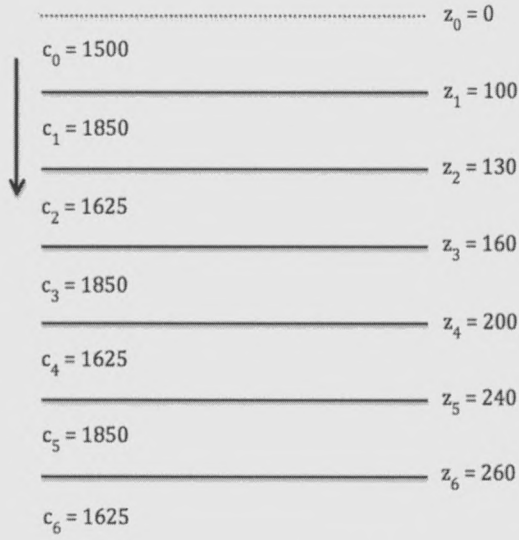 z₀ = 0
c₀ = 1500
z₁ = 100
c₁ = 1850
z₂ = 130
c₂ = 1625
z₃ = 160
c₃ = 1850
z₄ = 200
c₄ = 1625
z₅ = 240
c₅ = 1850
z₆ = 260
c₆ = 1625